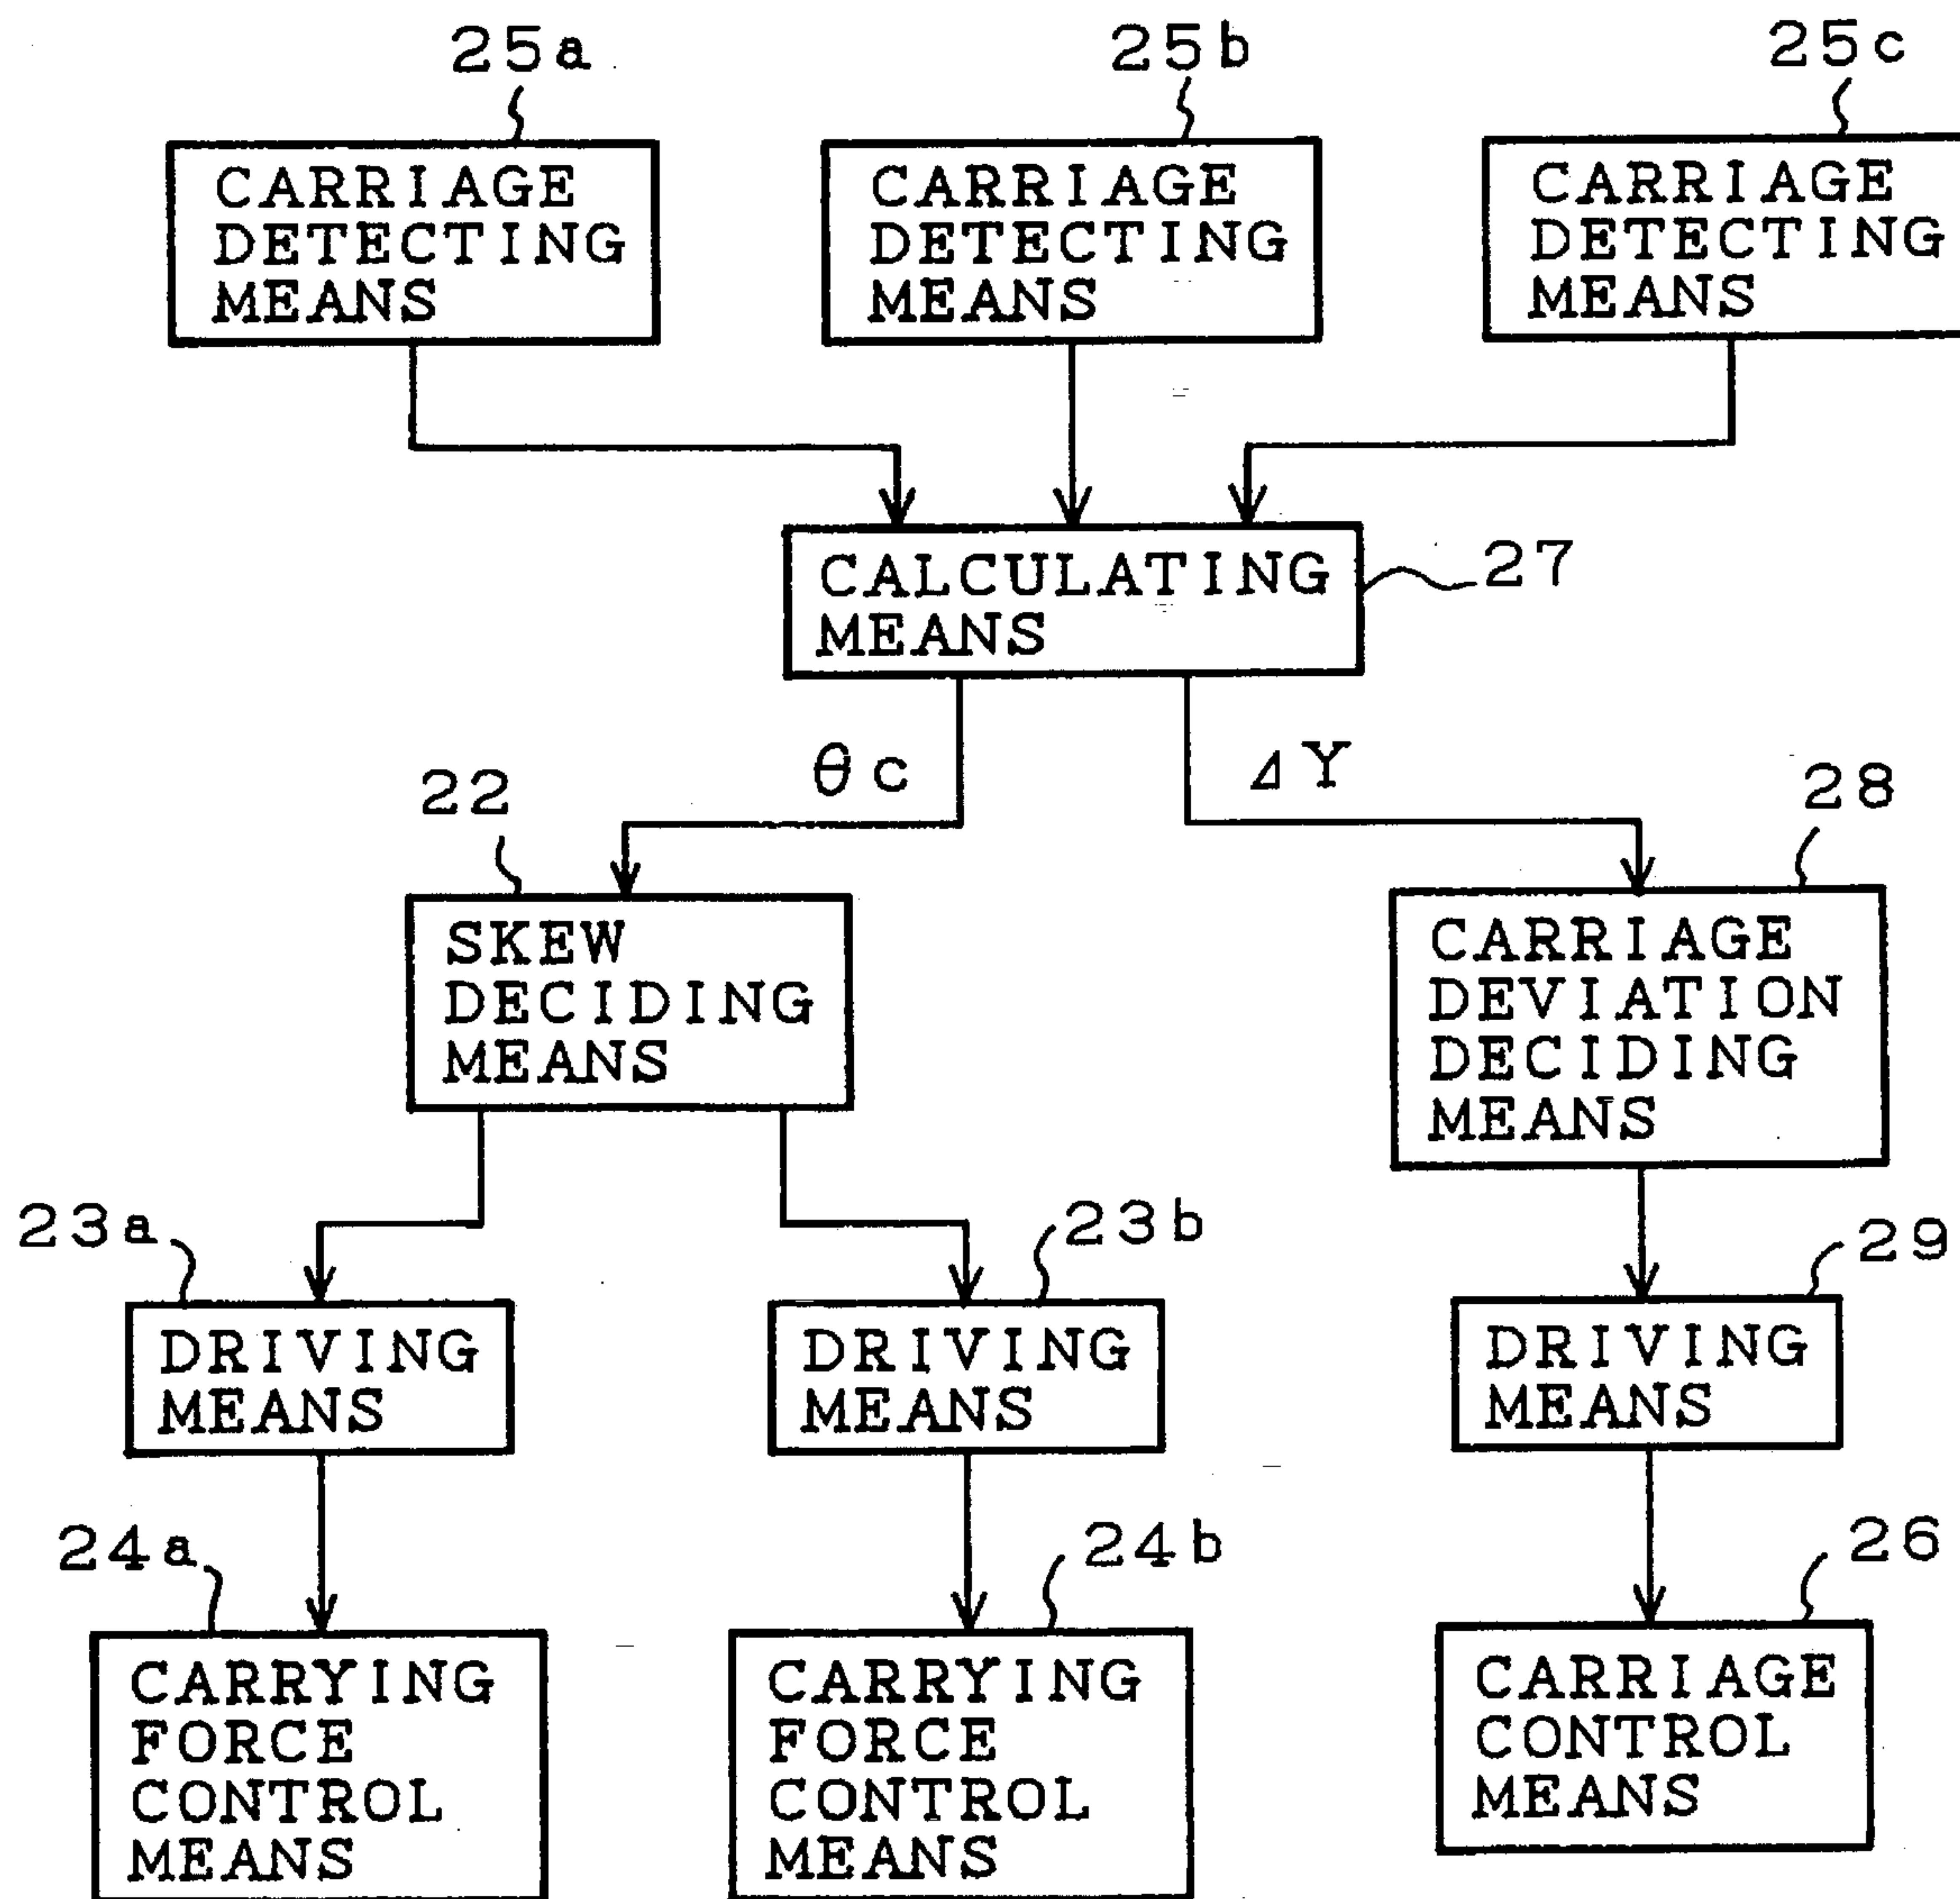 25a
25b
25c
CARRIAGE
DETECTING
MEANS
CARRIAGE
DETECTING
MEANS
CARRIAGE
DETECTING
MEANS
CALCULATING
MEANS
27
θc
ΔY
22
28
SKEW
DECIDING
MEANS
CARRIAGE
DEVIATION
DECIDING
MEANS
23a
23b
29
DRIVING
MEANS
DRIVING
MEANS
DRIVING
MEANS
24a
24b
26
CARRYING
FORCE
CONTROL
MEANS
CARRYING
FORCE
CONTROL
MEANS
CARRIAGE
CONTROL
MEANS